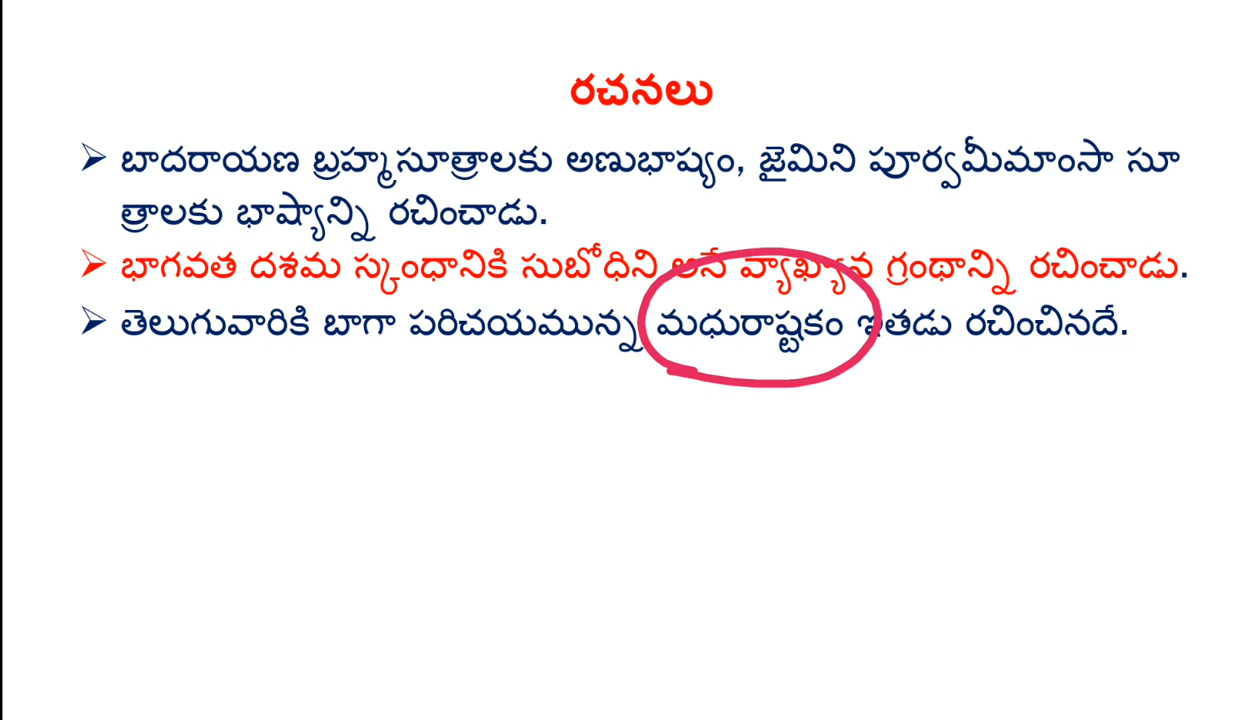 రచనలు
➢ బాదరాయణ బ్రహ్మసూత్రాలకు అణుభాష్యం, జైమిని పూర్వమీమాంసా సూ
త్రాలకు భాష్యాన్ని రచించాడు.
➢ భాగవత దశమ స్కంధానికి సుబోధిని అనే వ్యాఖ్యాన గ్రంథాన్ని రచించాడు.
➢ తెలుగువారికి బాగా పరిచయమున్న మధురాష్టకం ఇతడు రచించినదే.